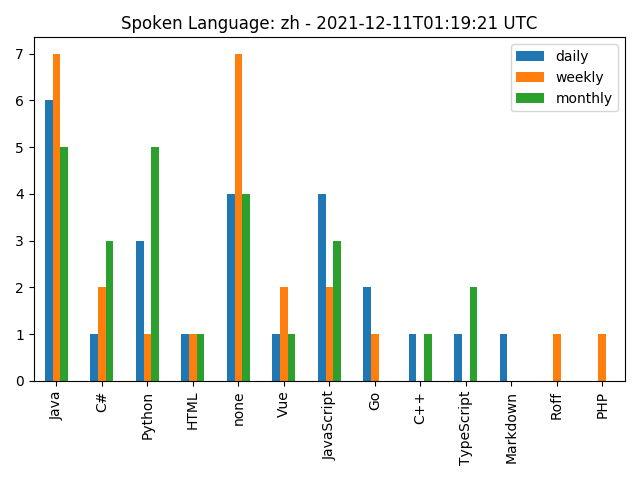 Spoken Language: zh - 2021-12-11T01:19:21 UTC
daily
weekly
monthly
7
6
5
4
3
2
1
0
Java
C#
Python
HTML
none
Vue
JavaScript
Go
C++
TypeScript
Markdown
Roff
PHP